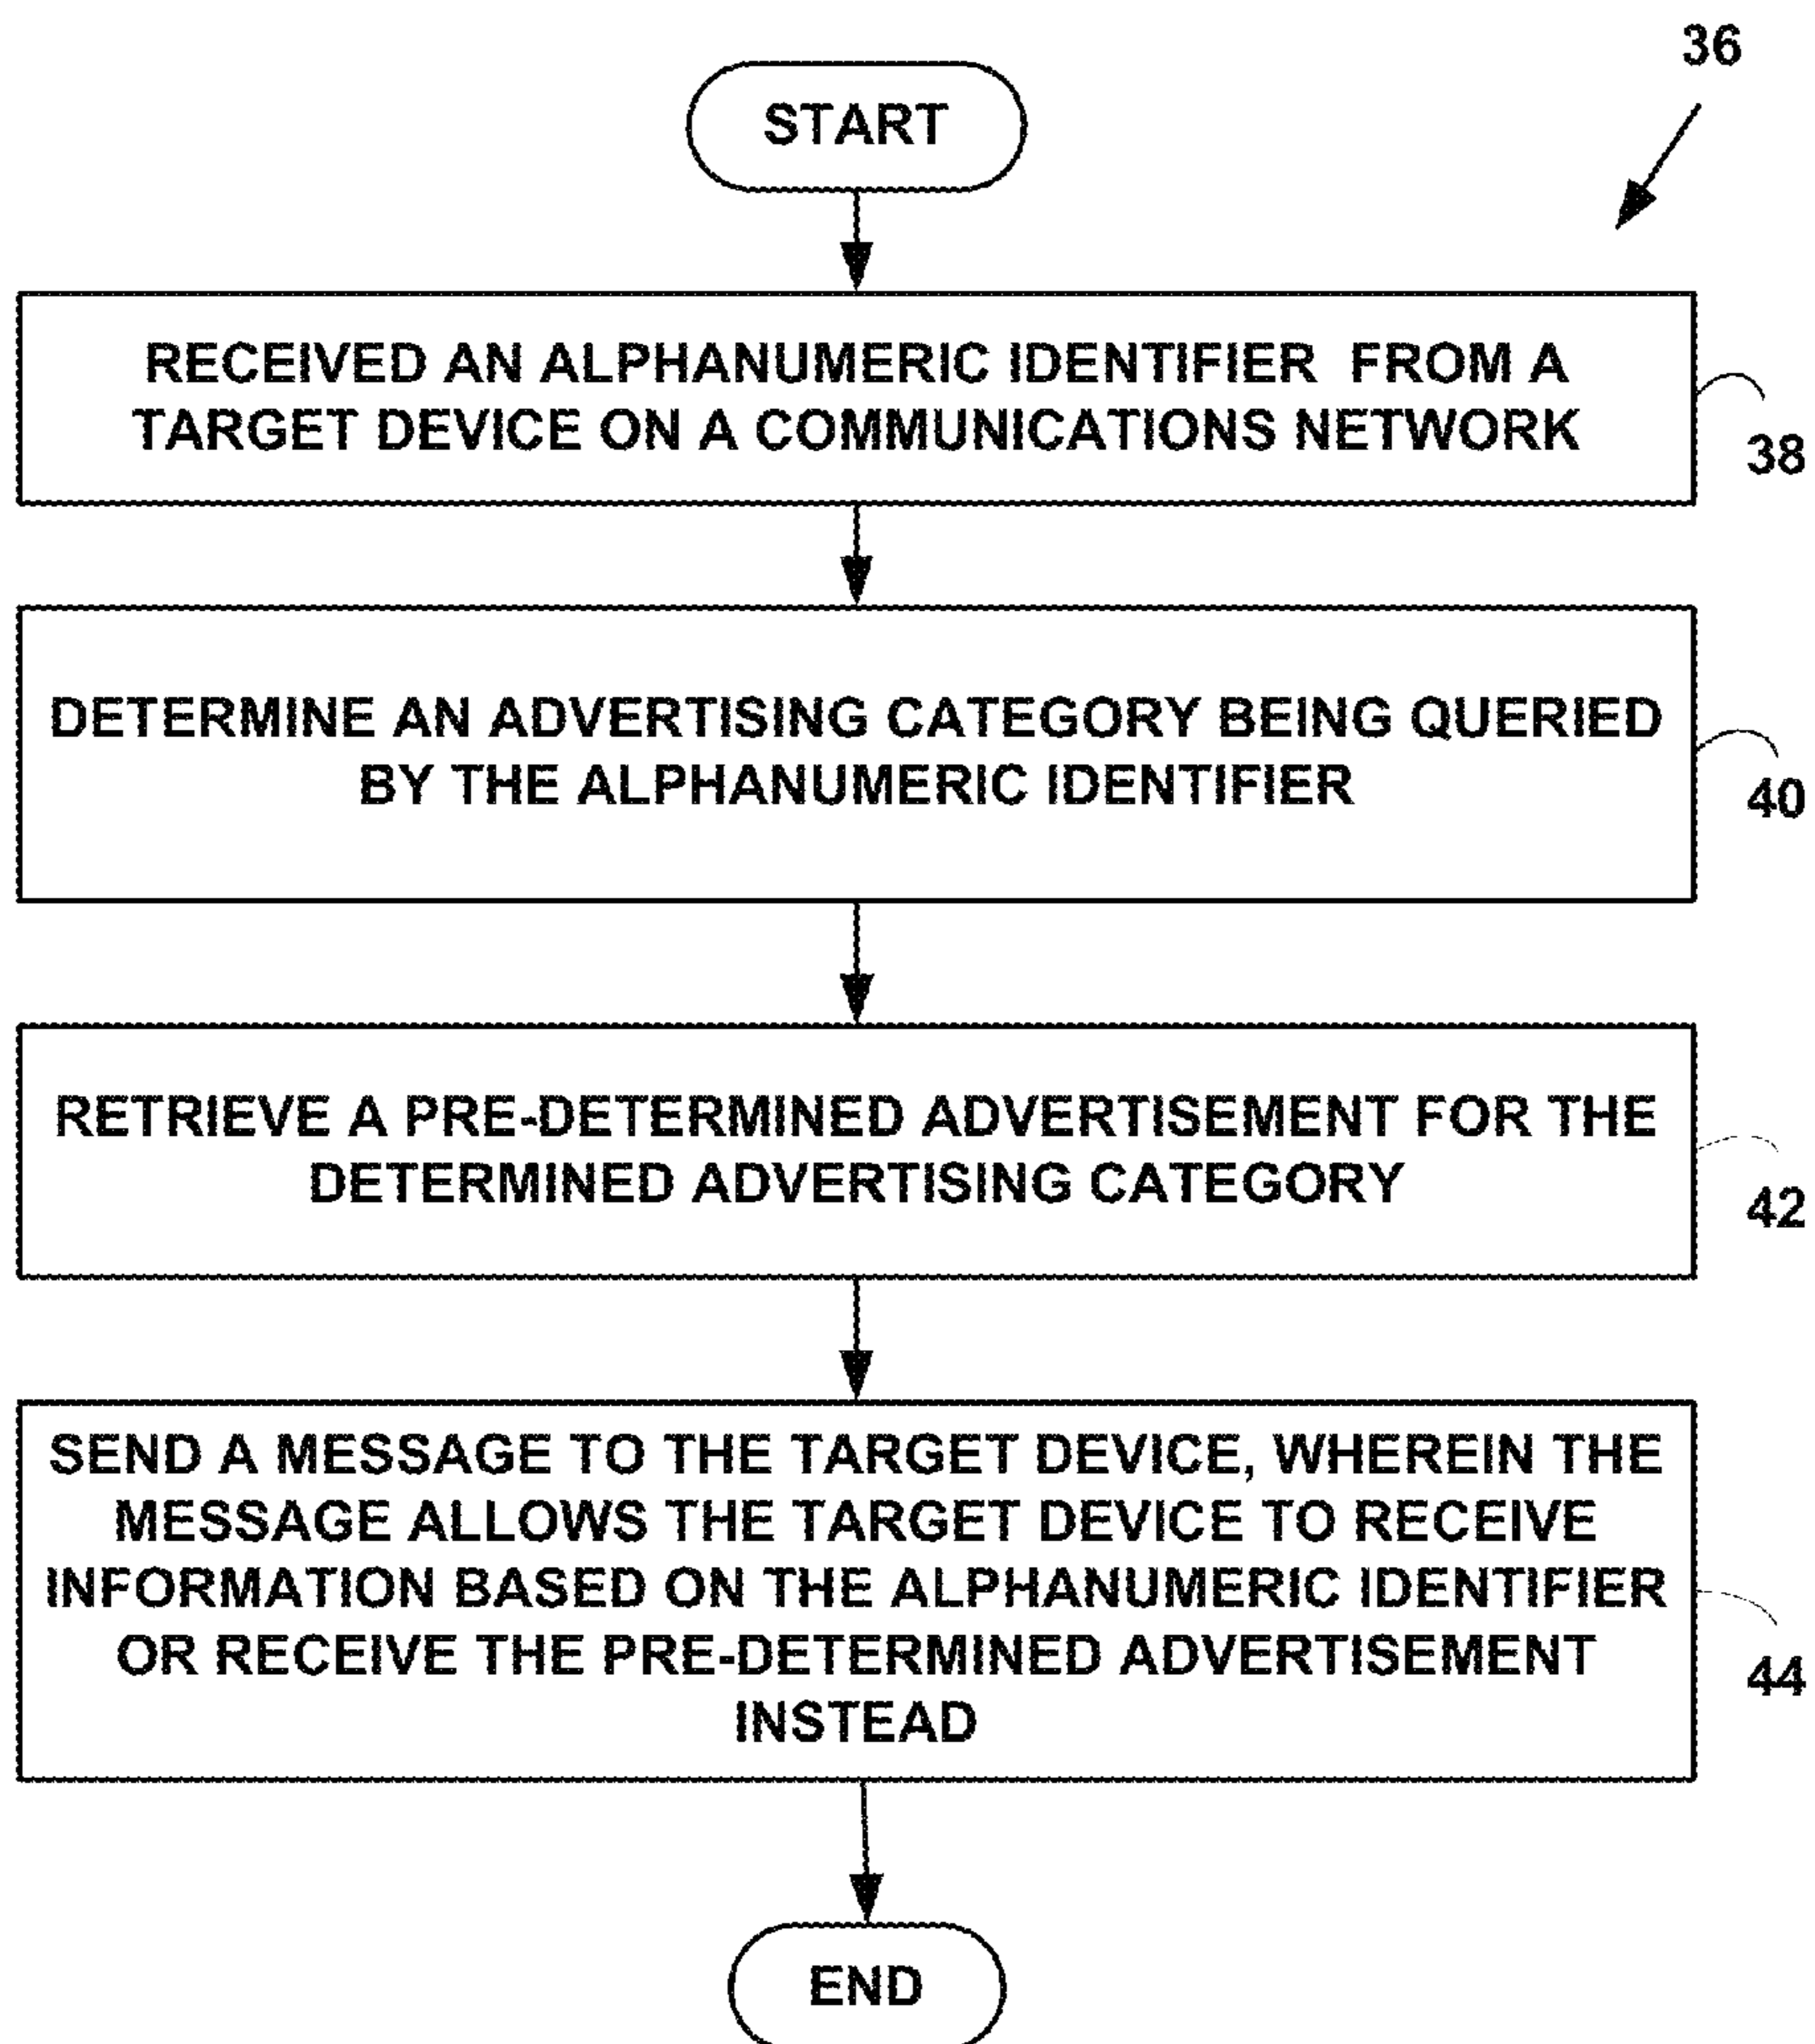 36
START
RECEIVED AN ALPHANUMERIC IDENTIFIER FROM A
TARGET DEVICE ON A COMMUNICATIONS NETWORK
38
DETERMINE AN ADVERTISING CATEGORY BEING QUERIED
BY THE ALPHANUMERIC IDENTIFIER
40
RETRIEVE A PRE-DETERMINED ADVERTISEMENT FOR THE
DETERMINED ADVERTISING CATEGORY
42
SEND A MESSAGE TO THE TARGET DEVICE, WHEREIN THE
MESSAGE ALLOWS THE TARGET DEVICE TO RECEIVE
INFORMATION BASED ON THE ALPHANUMERIC IDENTIFIER
OR RECEIVE THE PRE-DETERMINED ADVERTISEMENT
INSTEAD
44
END